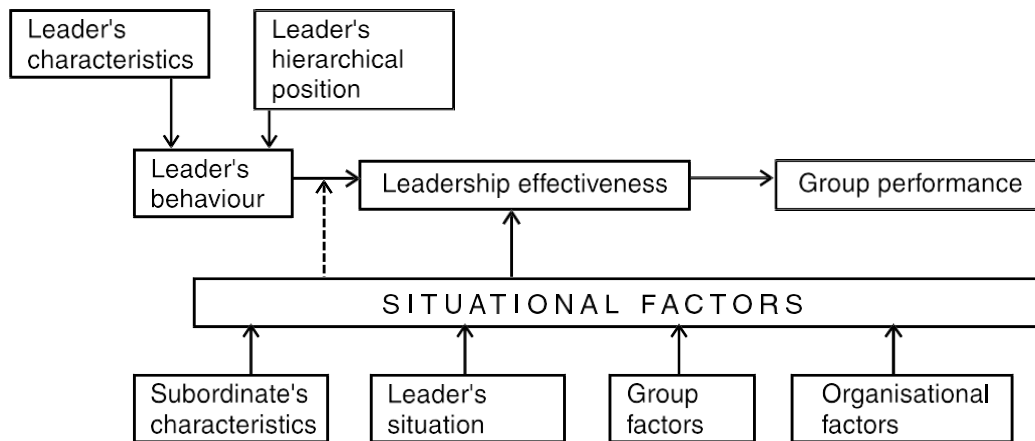 Leader's
characteristics
Leader's
hierarchical
position
Leader's
behaviour
Leadership effectiveness
Group performance
SITUATIONAL FACTORS
Subordinate's
characteristics
Leader's
situation
Group
factors
Organisational
factors